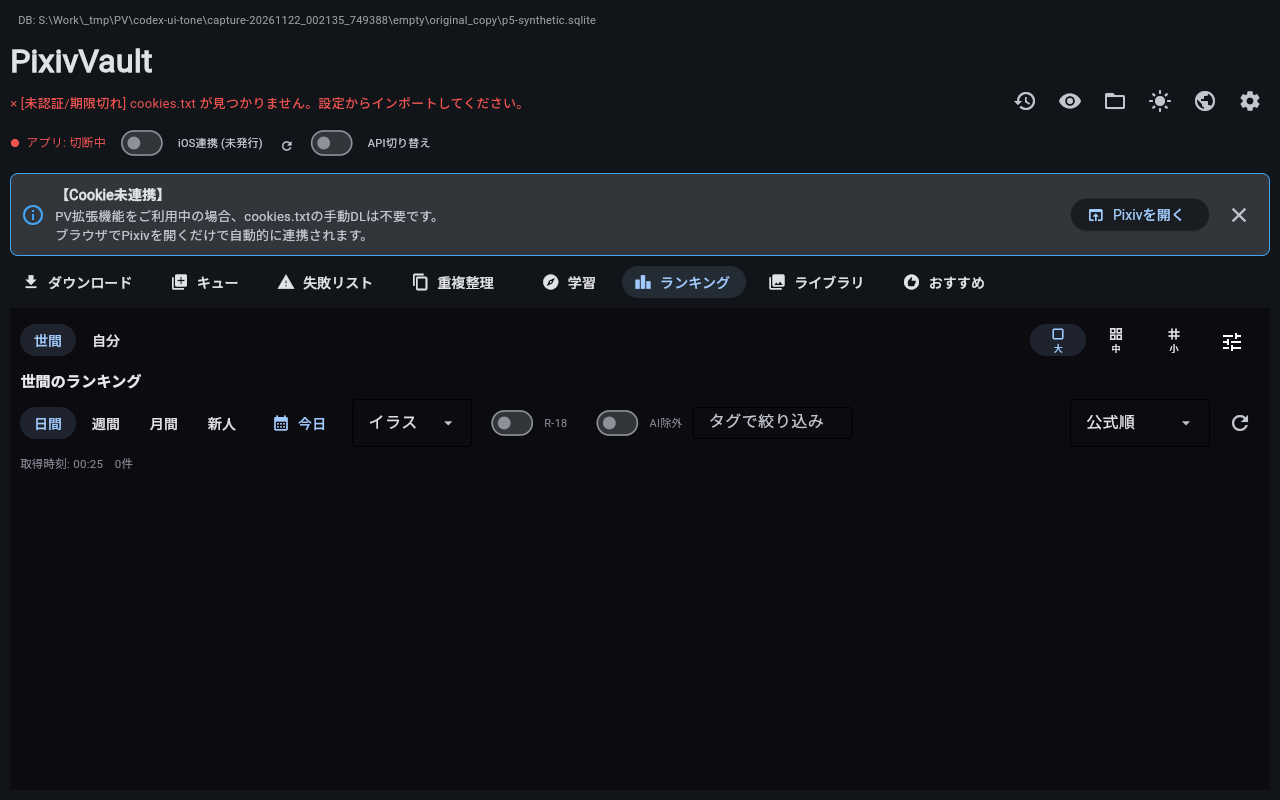 DB: S:\Work\_tmp\PV\codex-ui-tone\capture-20261122_002135_749388\empty\original_copy\p5-synthetic.sqlite
PixivVault
× [未認証/期限切れ] cookies.txt が見つかりません。設定からインポートしてください。
アプリ: 切断中 iOS連携 (未発行) API切り替え
【Cookie未連携】
PV拡張機能をご利用中の場合、cookies.txtの手動DLは不要です。
ブラウザでPixivを開くだけで自動的に連携されます。
Pixivを開く
ダウンロード キュー 失敗リスト 重複整理 学習 ランキング ライブラリ おすすめ
世間 自分 大 中 小
世間のランキング
日間 週間 月間 新人 今日 イラス R-18 AI除外 タグで絞り込み 公式順
取得時刻: 00:25 0件